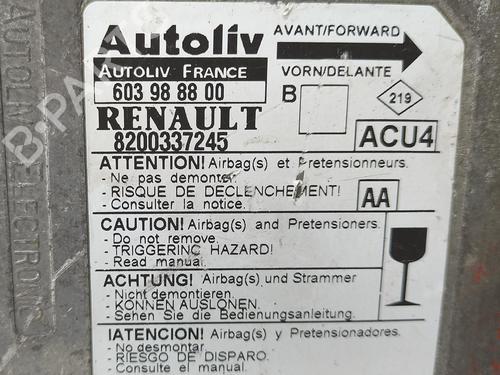 Autoliv
AVANT/FORWARD
AUTOLIV FRANCE
VORN/DELANTE
603 98 88 00
B
219
RENAULT
8200337245
ACU4
ATTENTION! Airbag(s) et Pretensionneurs.
- Ne pas demonter.
- RISQUE DE DECLENCHEMENT!
- Consulter la notice.
AA
CAUTION! Airbag(s) and Pretensioners.
- Do not remove.
- TRIGGERING HAZARD!
- Read manual.
ACHTUNG! Airbag(s) und Strammer
- Nicht demontieren.
- KONNEN AUSLONEN.
- Sehen Sie die Bedienungsanleitung.
!ATENCION! Airbag(s) y Pretensionadores.
- No desmontar.
- RIESGO DE DISPARO.
- Consulte el manual.